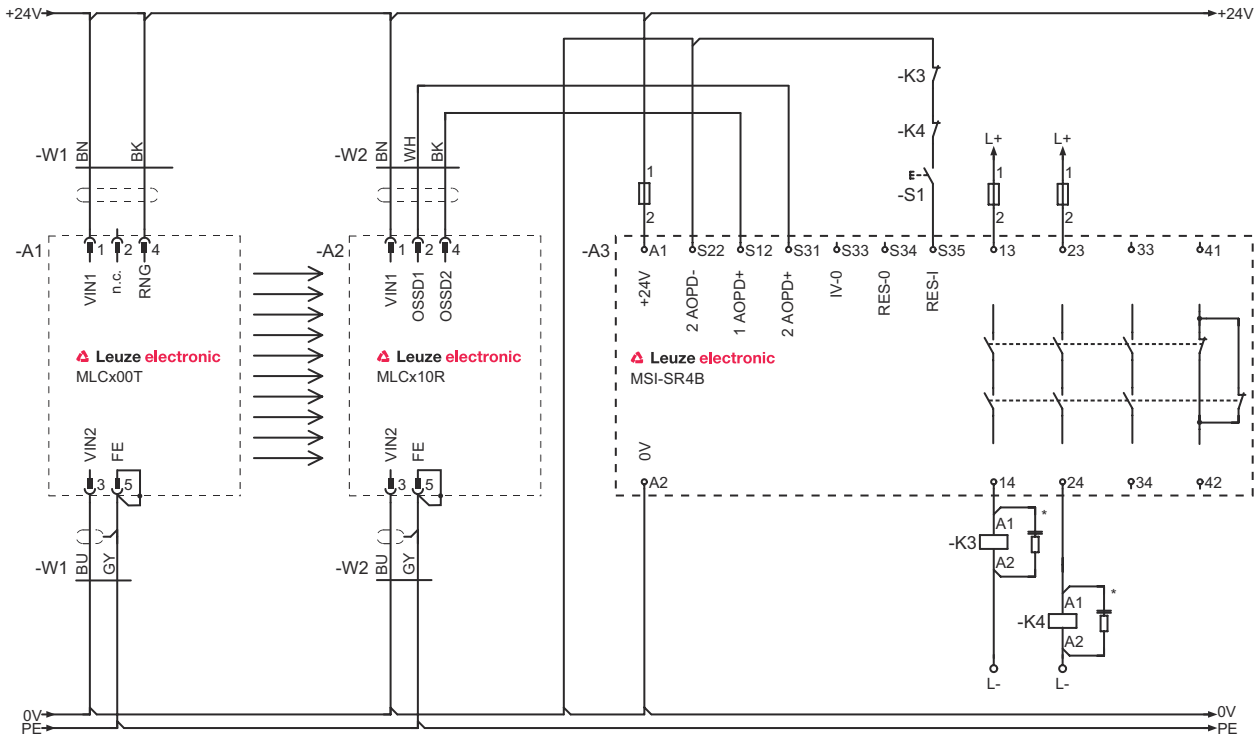 +24V
+24V
-K3
-K4
-S1
E
L+
L+
1
2
1
2
1
2
-W1
BN
BK
-W2
BN
WH
BK
-A1
1
2
4
VIN1
n.c.
RNG
-A2
1
2
4
VIN1
OSSD1
OSSD2
-A3
A1
S22
S12
S31
S33
S34
S35
13
23
33
41
+24V
2 AOPD-
1 AOPD+
2 AOPD+
IV-0
RES-0
RES-I
Leuze electronic
MLCx00T
Leuze electronic
MLCx10R
Leuze electronic
MSI-SR4B
VIN2
FE
3
5
VIN2
FE
3
5
0V
A2
14
24
34
42
-W1
BU
GY
-W2
BU
GY
-K3
A1
A2
*
-K4
A1
A2
*
L-
L-
0V
0V
PE
PE